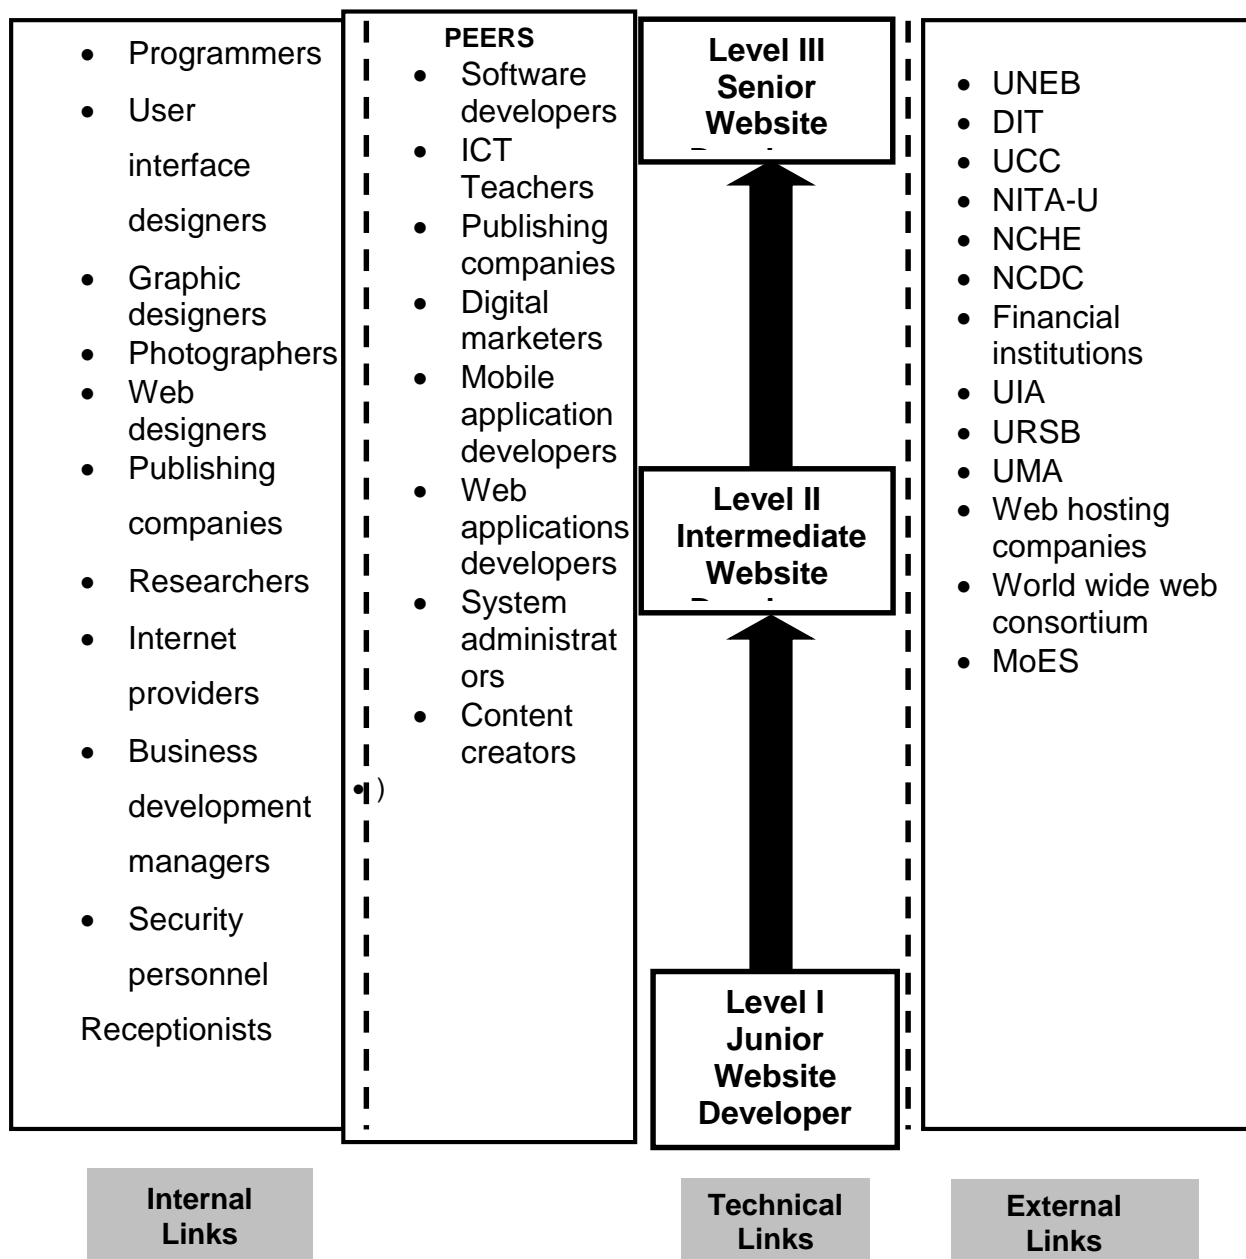 • Programmers
• User
interface
designers
• Graphic
designers
• Photographers
• Web
designers
• Publishing
companies
• Researchers
• Internet
providers
• Business
development
managers
• Security
personnel
Receptionists
PEERS
• Software
developers
• ICT
Teachers
• Publishing
companies
• Digital
marketers
• Mobile
application
developers
• Web
applications
developers
• System
administrat
ors
• Content
creators
• )
Level III
Senior
Website
Level II
Intermediate
Website
Level I
Junior
Website
Developer
• UNEB
• DIT
• UCC
• NITA-U
• NCHE
• NCDC
• Financial
institutions
• UIA
• URSB
• UMA
• Web hosting
companies
• World wide web
consortium
• MoES
Internal
Links
Technical
Links
External
Links